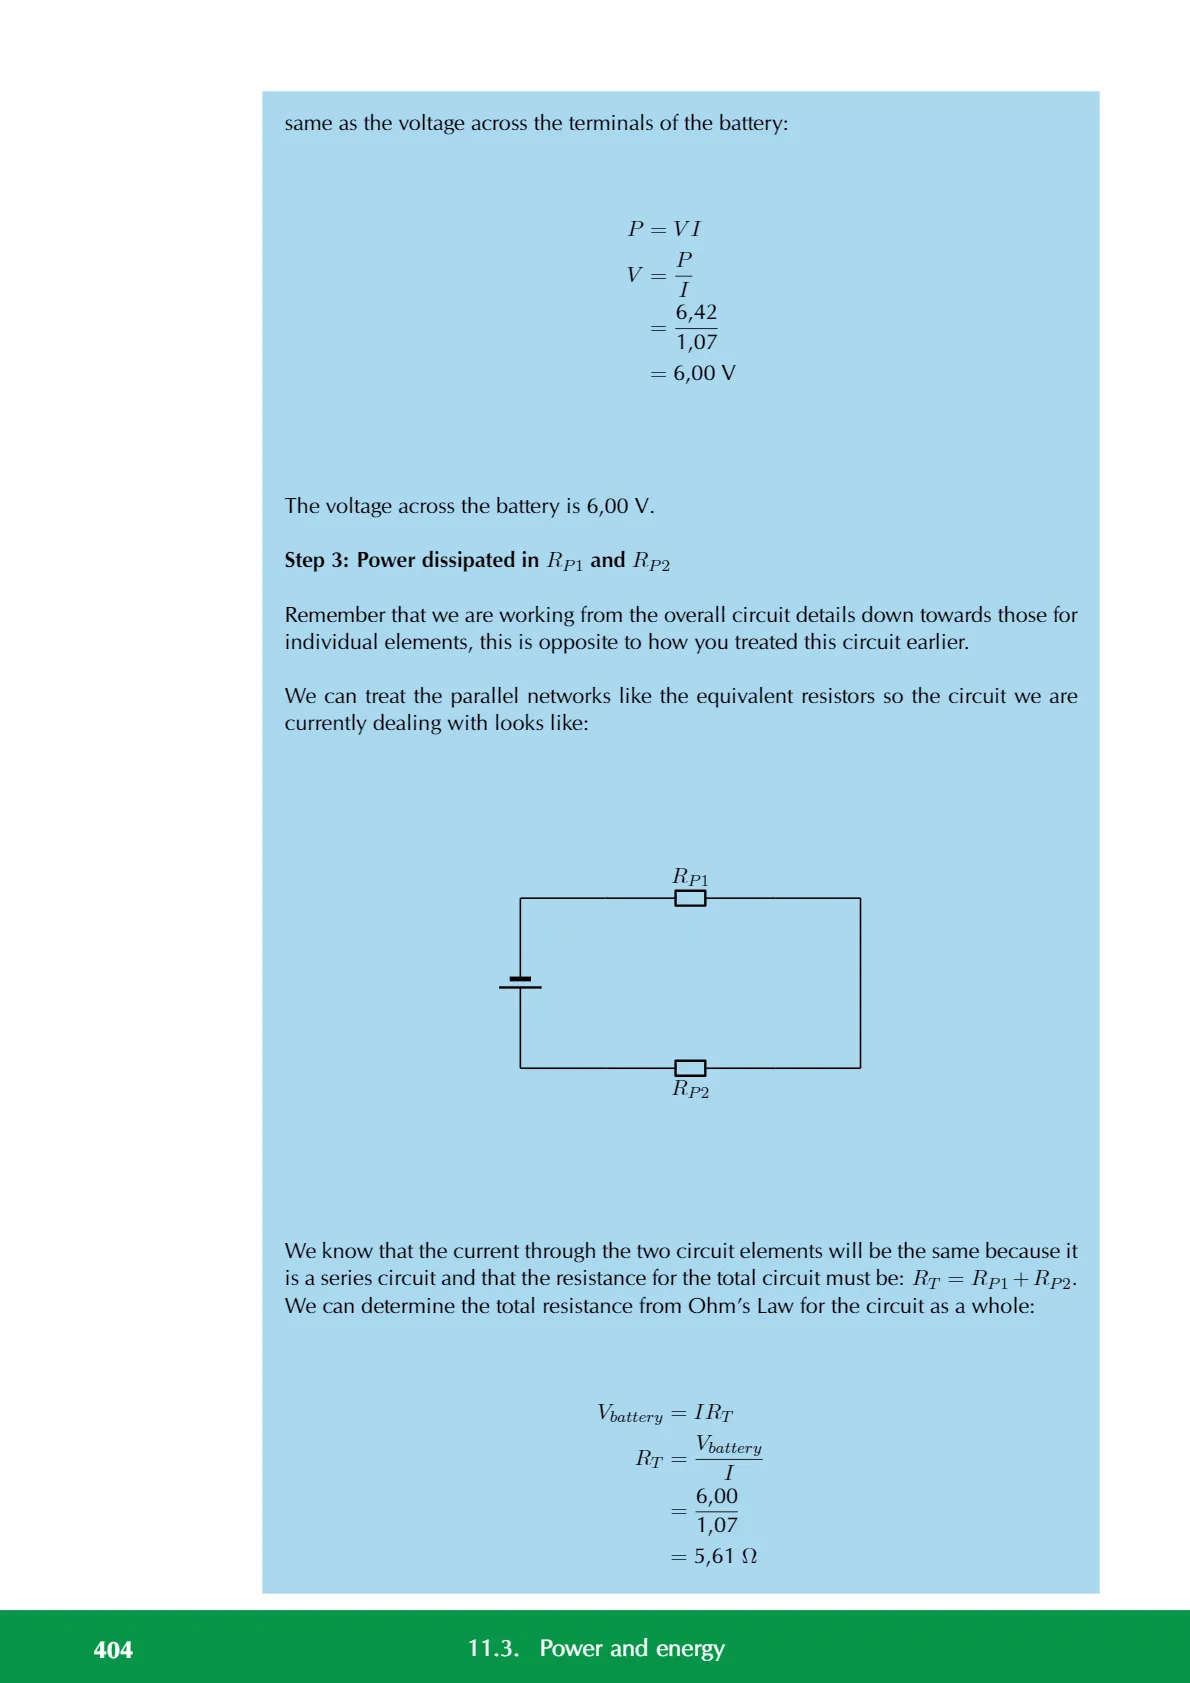 same as the voltage across the terminals of the battery:
P = VI
V = P/I
= 6,42/1,07
= 6,00 V
The voltage across the battery is 6,00 V.
Step 3: Power dissipated in R_{P1} and R_{P2}
Remember that we are working from the overall circuit details down towards those for
individual elements, this is opposite to how you treated this circuit earlier.
We can treat the parallel networks like the equivalent resistors so the circuit we are
currently dealing with looks like:
R_{P1}
R_{P2}
We know that the current through the two circuit elements will be the same because it
is a series circuit and that the resistance for the total circuit must be: R_T = R_{P1} + R_{P2}.
We can determine the total resistance from Ohm's Law for the circuit as a whole:
V_{battery} = IR_T
R_T = V_{battery}/I
= 6,00/1,07
= 5,61 Ω
404 11.3. Power and energy